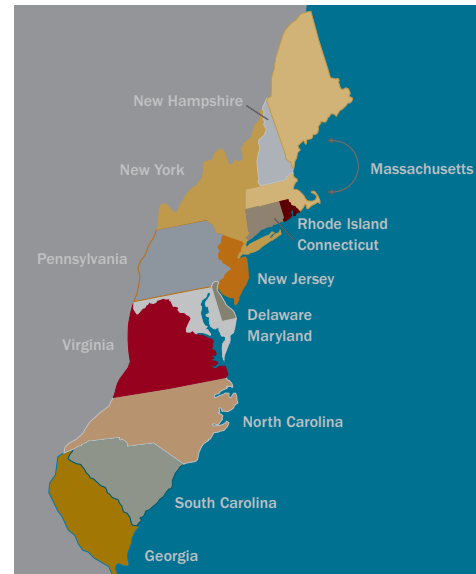 New Hampshire
New York
Massachusetts
Rhode Island
Connecticut
Pennsylvania
New Jersey
Delaware
Maryland
Virginia
North Carolina
South Carolina
Georgia